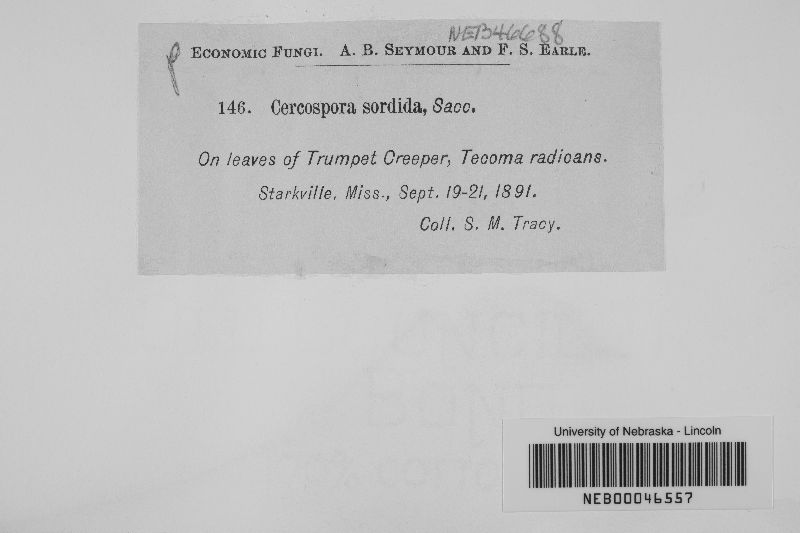 NEB46688
ECONOMIC FUNGI. A. B. SEYMOUR AND F. S. EARLE.
146. Cercospora sordida, Sacc.
On leaves of Trumpet Creeper, Tecoma radicans.
Starkville, Miss., Sept. 19-21, 1891.
Coll. S. M. Tracy.
University of Nebraska - Lincoln
NEB00046557